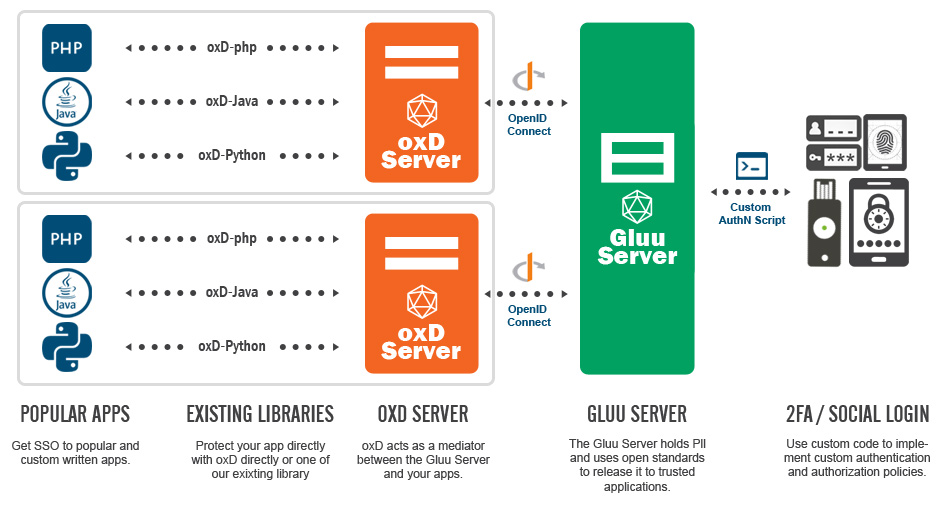 PHP
oxD-php
Java
oxD-Java
oxD-Python
oxD
Server
OpenID
Connect
PHP
oxD-php
Java
oxD-Java
oxD-Python
oxD
Server
OpenID
Connect
Gluu
Server
Custom
AuthN Script
***
POPULAR APPS
Get SSO to popular and
custom written apps.
EXISTING LIBRARIES
Protect your app directly
with oxD directly or one of
our exixting library
OXD SERVER
oxD acts as a mediator
between the Gluu Server
and your apps.
GLUU SERVER
The Gluu Server holds PII
and uses open standards
to release it to trusted
applications.
2FA / SOCIAL LOGIN
Use custom code to imple-
ment custom authentication
and authorization policies.